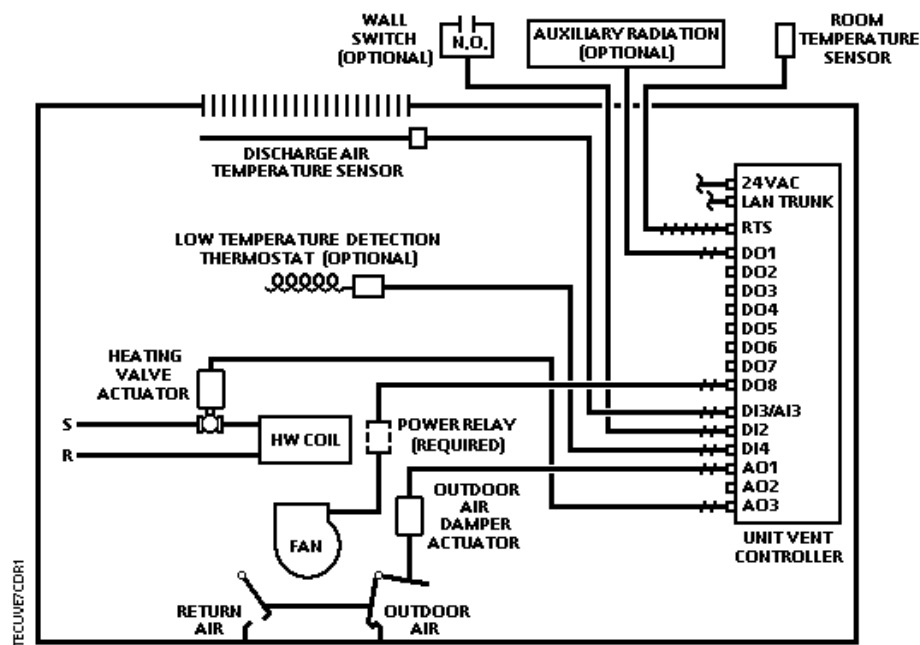 WALL
SWITCH
(OPTIONAL)
N.O.
AUXILIARY RADIATION
(OPTIONAL)
ROOM
TEMPERATURE
SENSOR
DISCHARGE AIR
TEMPERATURE SENSOR
24VAC
LAN TRUNK
RTS
DO1
DO2
DO3
DO4
DO5
DO6
DO7
DO8
DI3/AI3
DI2
DI4
AO1
AO2
AO3
UNIT VENT
CONTROLLER
LOW TEMPERATURE DETECTION
THERMOSTAT (OPTIONAL)
HEATING
VALVE
ACTUATOR
S
R
HW COIL
POWER RELAY
(REQUIRED)
OUTDOOR
AIR
DAMPER
ACTUATOR
FAN
RETURN
AIR
OUTDOOR
AIR
TECUVE7CDR1